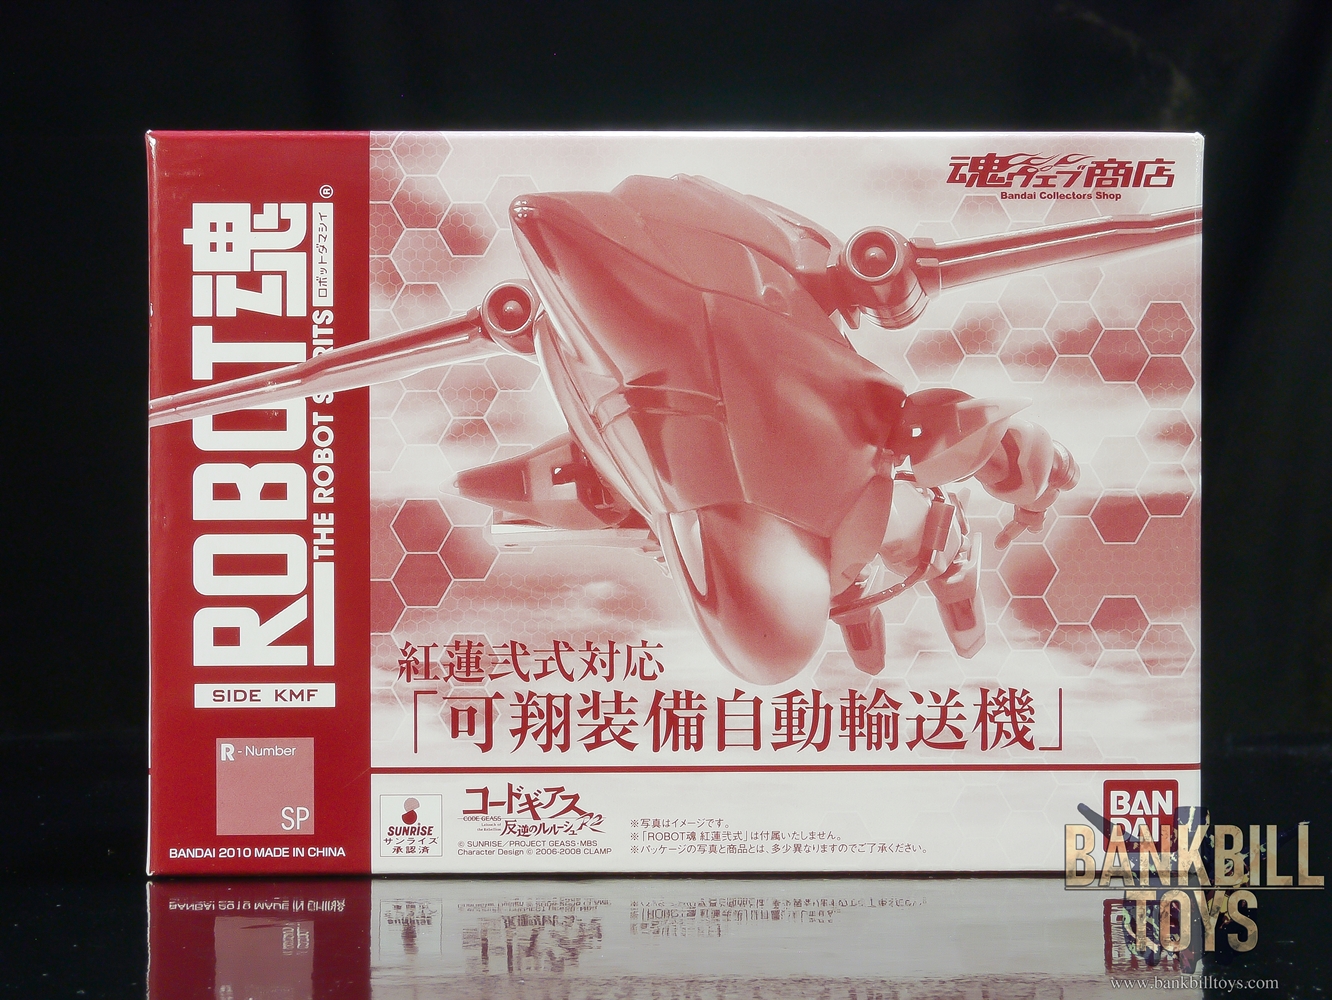 ROBOT魂®
ロボットダマシイ
THE ROBOT SPIRITS
SIDE KMF
R - Number
SP
BANDAI 2010 MADE IN CHINA
魂ウェブ商店
Bandai Collectors Shop
紅蓮弐式対応
「可翔装備自動輸送機」
SUNRISE
サンライズ
承認済
コードギアス
CODE GEASS
Lelouch of
the Rebellion
反逆のルルーシュR2
© SUNRISE/PROJECT GEASS・MBS
Character Design © 2006-2008 CLAMP
※写真はイメージです。
※「ROBOT魂 紅蓮弐式」は付属いたしません。
※パッケージの写真と商品とは、多少異なりますのでご了承ください。
BAN
DAI
BANKBILL
TOYS
www.bankbilltoys.com